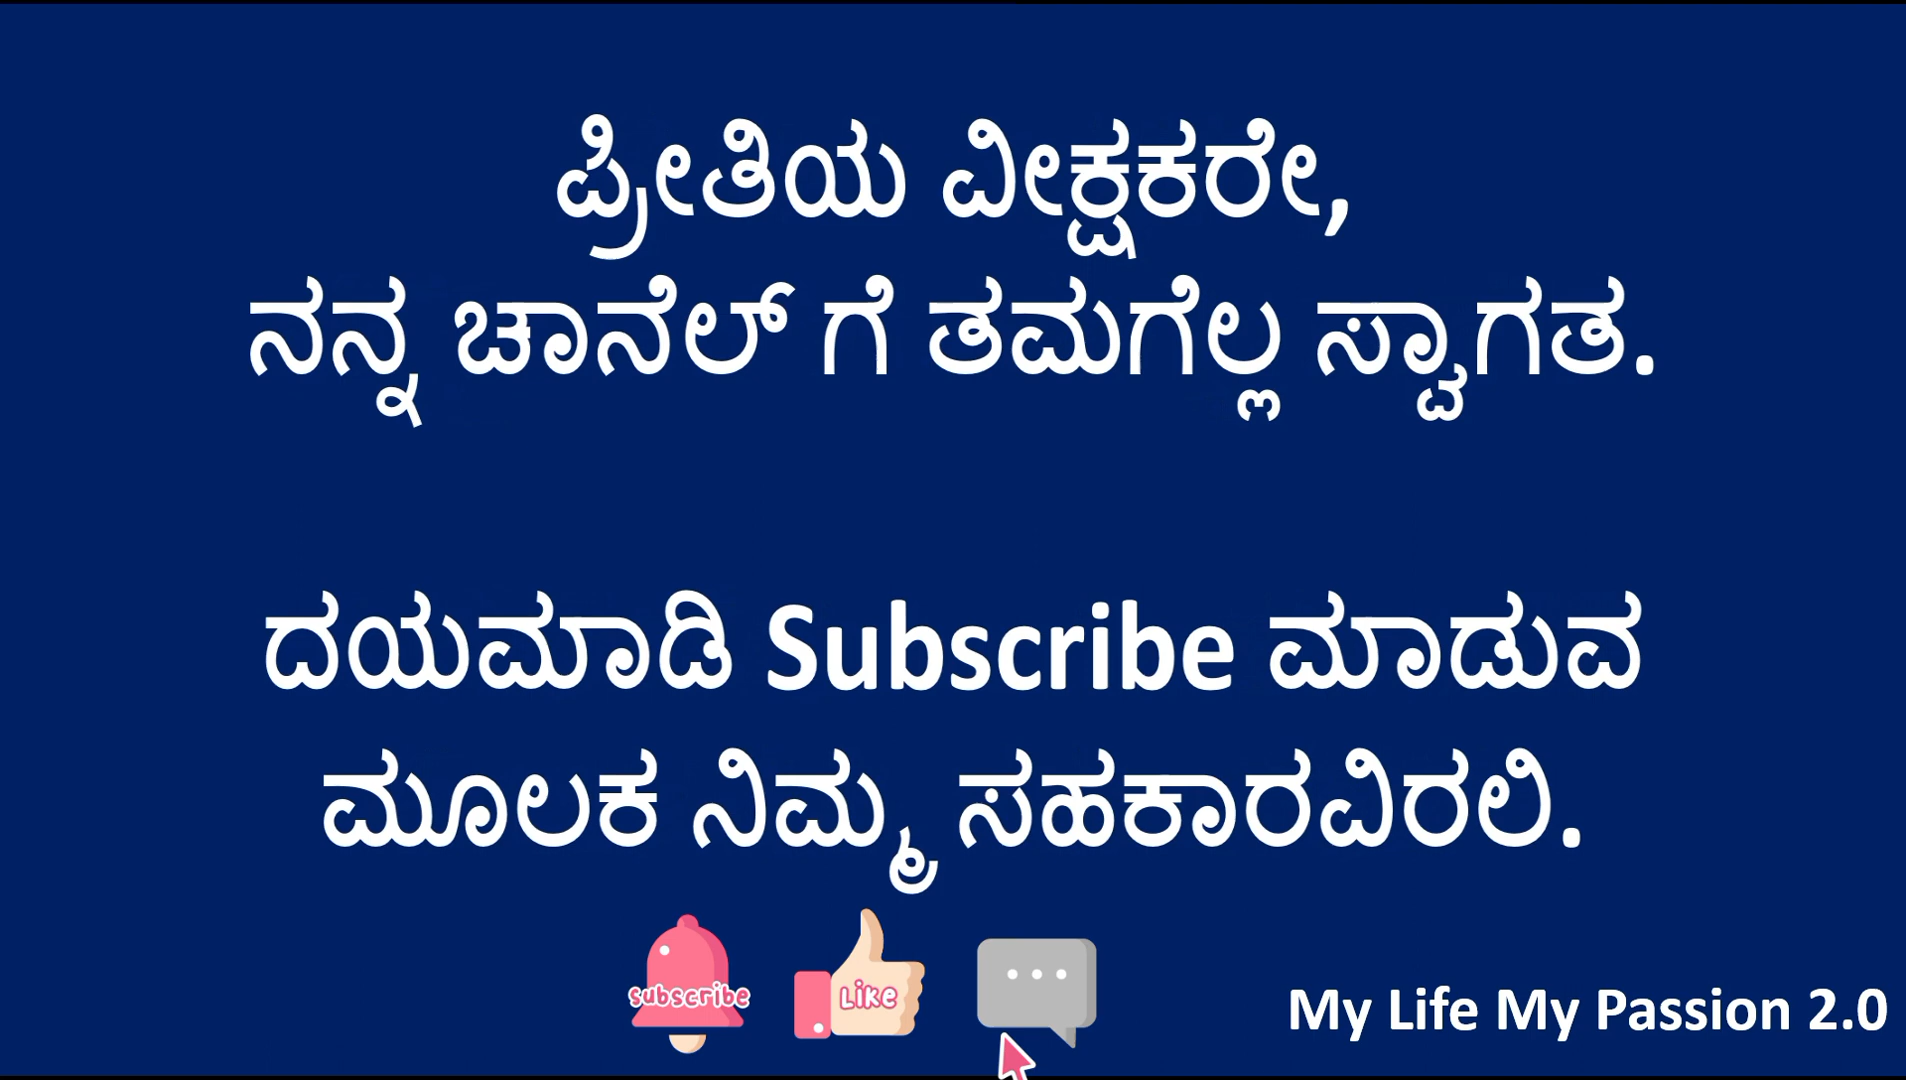 ಪ್ರೀತಿಯ ವೀಕ್ಷಕರೇ,
ನನ್ನ ಚಾನೆಲ್ ಗೆ ತಮಗೆಲ್ಲ ಸ್ವಾಗತ.
ದಯಮಾಡಿ Subscribe ಮಾಡುವ
ಮೂಲಕ ನಿಮ್ಮ ಸಹಕಾರವಿರಲಿ.
subscribe
LiKe
My Life My Passion 2.0